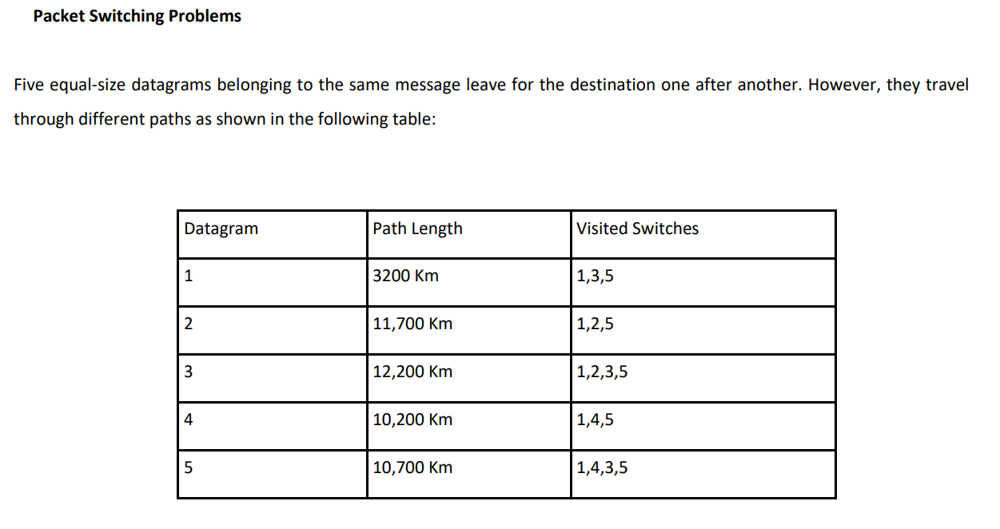 Packet Switching Problems
Five equal-size datagrams belonging to the same message leave for the destination one after another. However, they travel
through different paths as shown in the following table:
Datagram Path Length Visited Switches
1 3200 Km 1,3,5
2 11,700 Km 1,2,5
3 12,200 Km 1,2,3,5
4 10,200 Km 1,4,5
5 10,700 Km 1,4,3,5